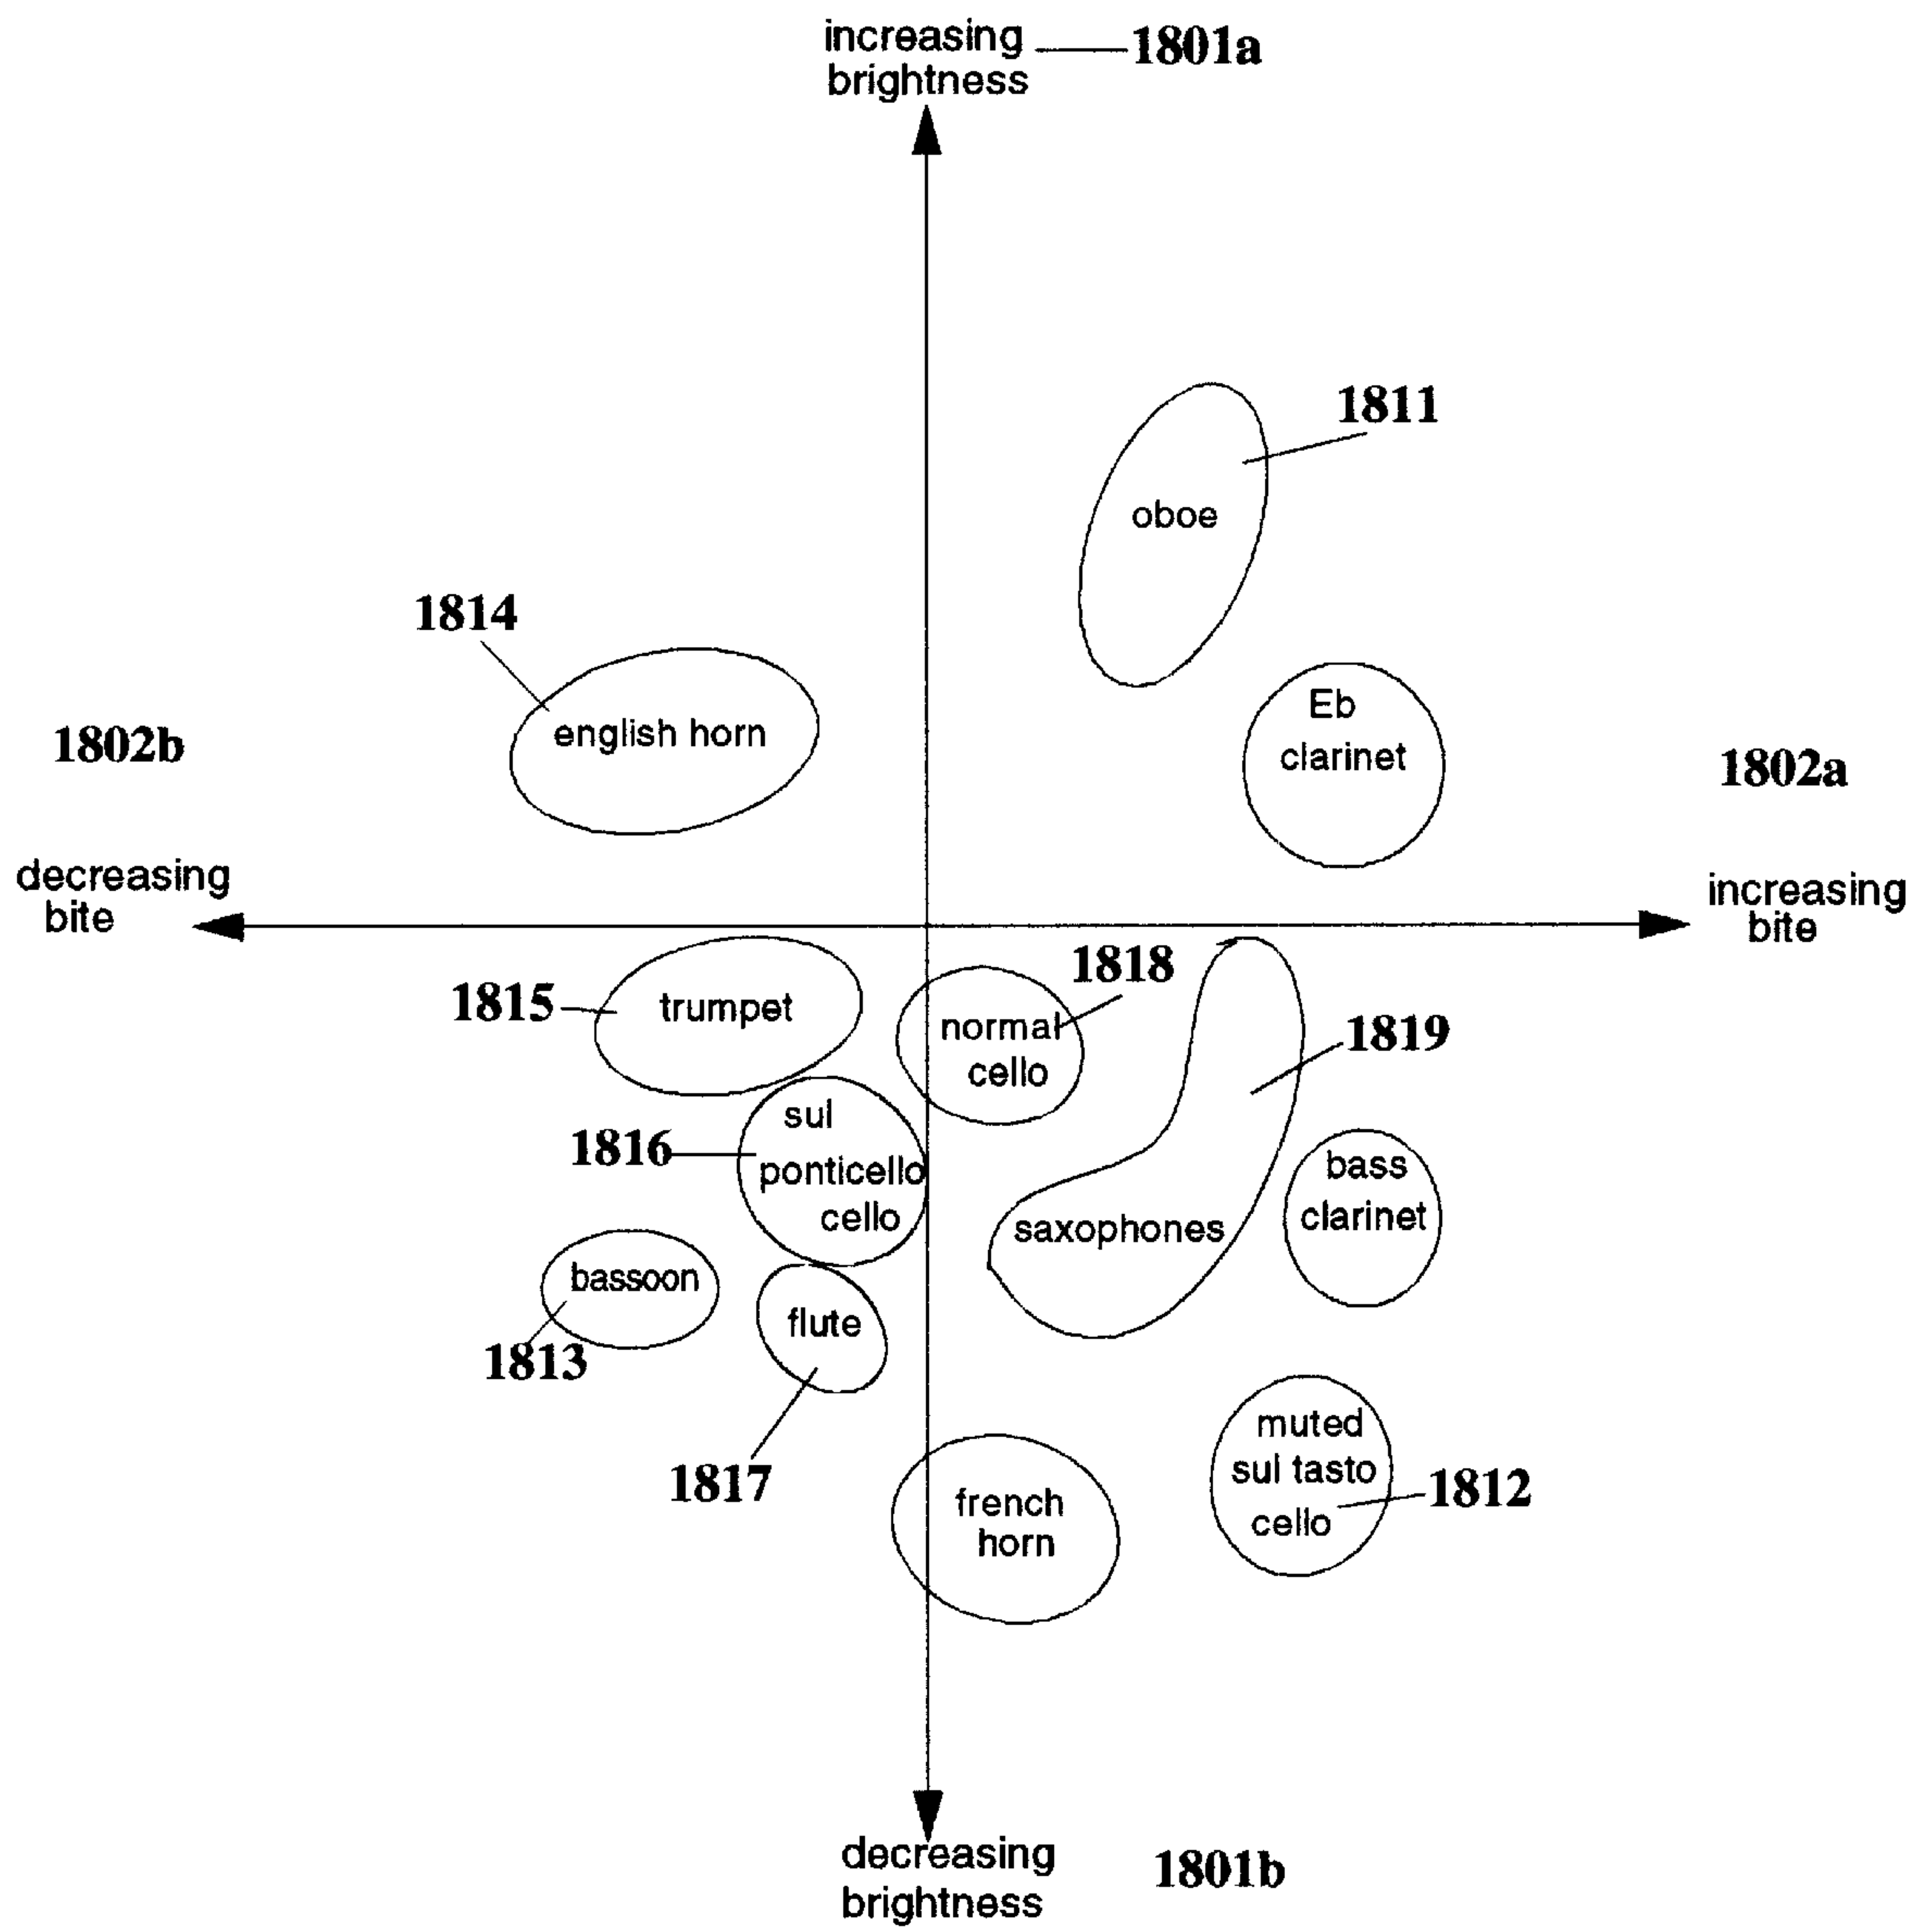 increasing 1801a
brightness
1811
oboe
1814
Eb
clarinet
english horn
1802b
1802a
decreasing
bite
increasing
bite
1818
1815
trumpet
normal
cello
1819
sul
1816
ponticello
cello
bass
clarinet
saxophones
bassoon
flute
1813
muted
sul tasto
cello
1812
1817
french
horn
decreasing
brightness
1801b